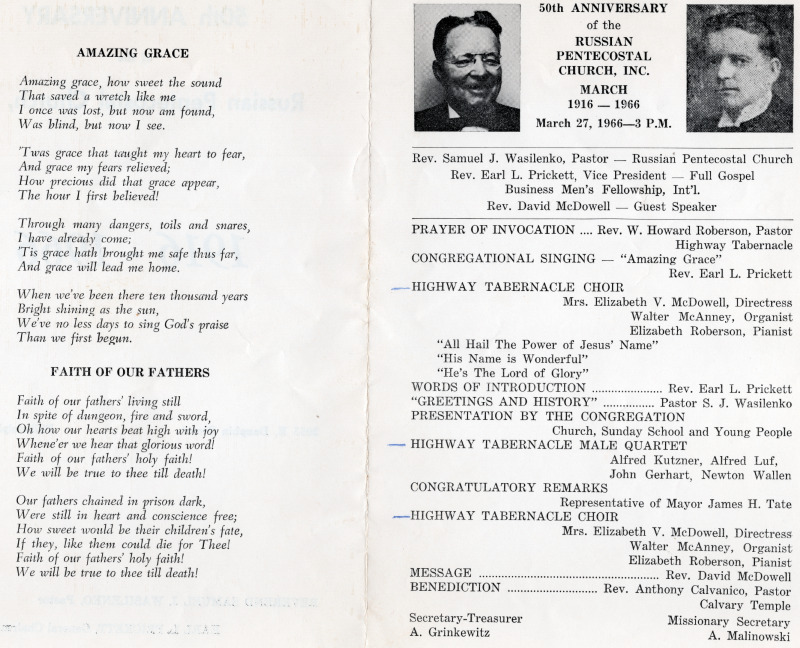 AMAZING GRACE
Amazing grace, how sweet the sound
That saved a wretch like me
I once was lost, but now am found,
Was blind, but now I see.
'Twas grace that taught my heart to fear,
And grace my fears relieved;
How precious did that grace appear,
The hour I first believed!
Through many dangers, toils and snares,
I have already come;
'Tis grace hath brought me safe thus far,
And grace will lead me home.
When we've been there ten thousand years
Bright shining as the sun,
We've no less days to sing God's praise
Than we first begun.
FAITH OF OUR FATHERS
Faith of our fathers' living still
In spite of dungeon, fire and sword,
Oh how our hearts beat high with joy
Whene'er we hear that glorious word!
Faith of our fathers' holy faith!
We will be true to thee till death!
Our fathers chained in prison dark,
Were still in heart and conscience free;
How sweet would be their children's fate,
If they, like them could die for Thee!
Faith of our fathers' holy faith!
We will be true to thee till death!
50th ANNIVERSARY
of the
RUSSIAN
PENTECOSTAL
CHURCH, INC.
MARCH
1916 — 1966
March 27, 1966—3 P.M.
Rev. Samuel J. Wasilenko, Pastor — Russian Pentecostal Church
Rev. Earl L. Prickett, Vice President — Full Gospel
Business Men's Fellowship, Int'l.
Rev. David McDowell — Guest Speaker
PRAYER OF INVOCATION .... Rev. W. Howard Roberson, Pastor
Highway Tabernacle
CONGREGATIONAL SINGING — "Amazing Grace"
Rev. Earl L. Prickett
HIGHWAY TABERNACLE CHOIR
Mrs. Elizabeth V. McDowell, Directress
Walter McAnney, Organist
Elizabeth Roberson, Pianist
"All Hail The Power of Jesus' Name"
"His Name is Wonderful"
"He's The Lord of Glory"
WORDS OF INTRODUCTION ..................... Rev. Earl L. Prickett
"GREETINGS AND HISTORY" ............... Pastor S. J. Wasilenko
PRESENTATION BY THE CONGREGATION
Church, Sunday School and Young People
HIGHWAY TABERNACLE MALE QUARTET
Alfred Kutzner, Alfred Luf,
John Gerhart, Newton Wallen
CONGRATULATORY REMARKS
Representative of Mayor James H. Tate
HIGHWAY TABERNACLE CHOIR
Mrs. Elizabeth V. McDowell, Directress
Walter McAnney, Organist
Elizabeth Roberson, Pianist
MESSAGE ...................................................... Rev. David McDowell
BENEDICTION ........................... Rev. Anthony Calvanico, Pastor
Calvary Temple
Secretary-Treasurer
A. Grinkewitz
Missionary Secretary
A. Malinowski